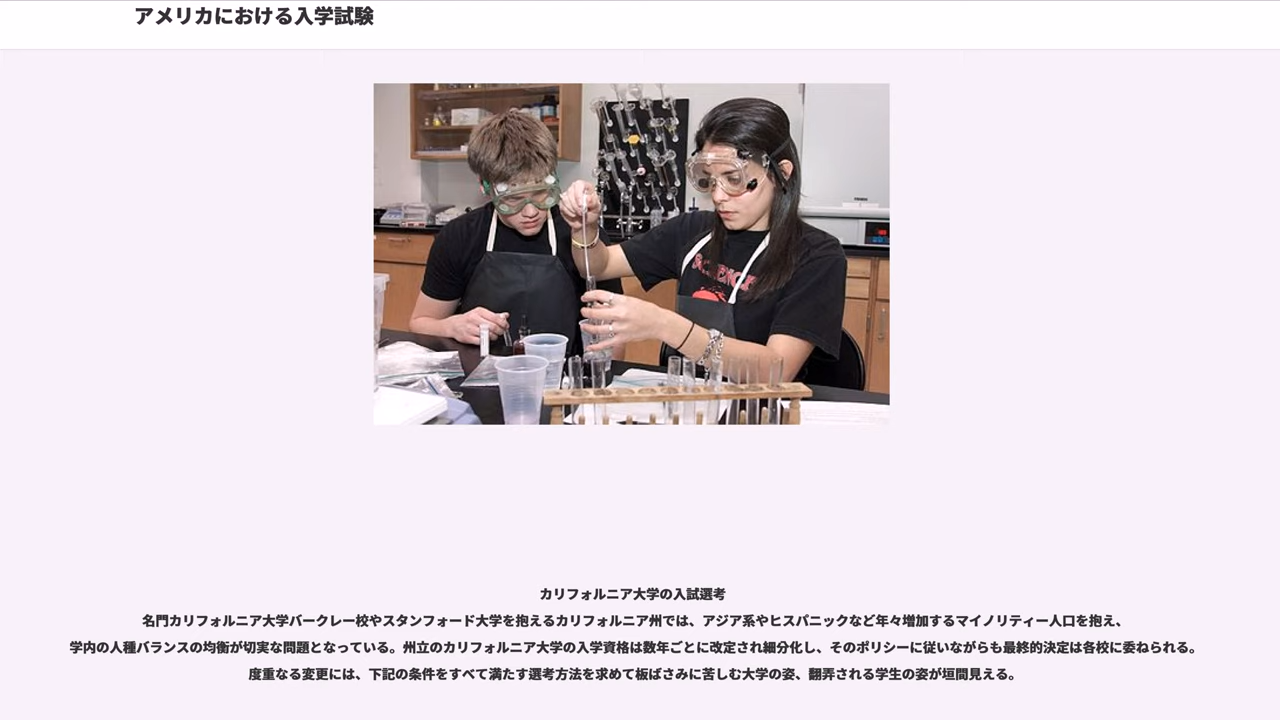 アメリカにおける入学試験
SCIENCE
カリフォルニア大学の入試選考
名門カリフォルニア大学バークレー校やスタンフォード大学を抱えるカリフォルニア州では、アジア系やヒスパニックなど年々増加するマイノリティー人口を抱え、
学内の人種バランスの均衡が切実な問題となっている。州立のカリフォルニア大学の入学資格は数年ごとに改定され細分化し、そのポリシーに従いながらも最終的決定は各校に委ねられる。
度重なる変更には、下記の条件をすべて満たす選考方法を求めて板ばさみに苦しむ大学の姿、翻弄される学生の姿が垣間見える。